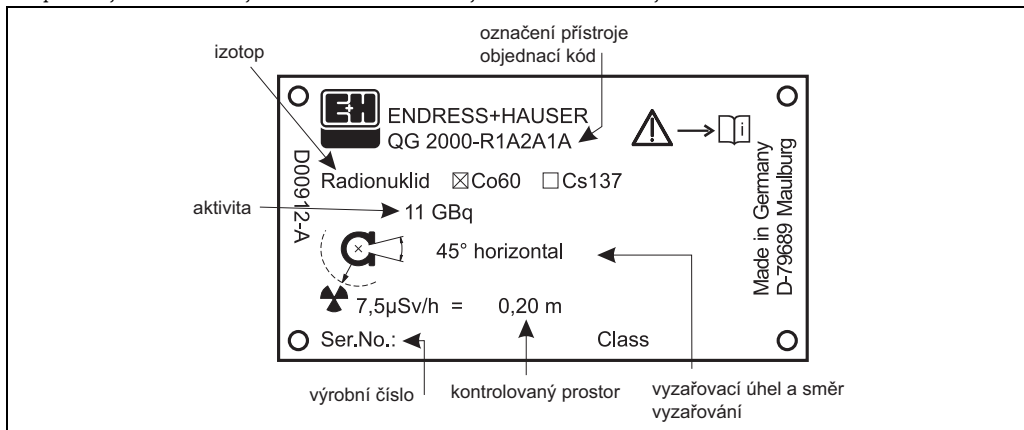 označení přístroje
objednací kód
izotop
E+H
ENDRESS+HAUSER
QG 2000-R1A2A1A
i
D00912-A
Radionuklid ☒Co60 ☐Cs137
aktivita
11 GBq
45° horizontal
Made in Germany
D-79689 Maulburg
7,5µSv/h = 0,20 m
Ser.No.: Class
výrobní číslo
kontrolovaný prostor
vyzařovací úhel a směr
vyzařování